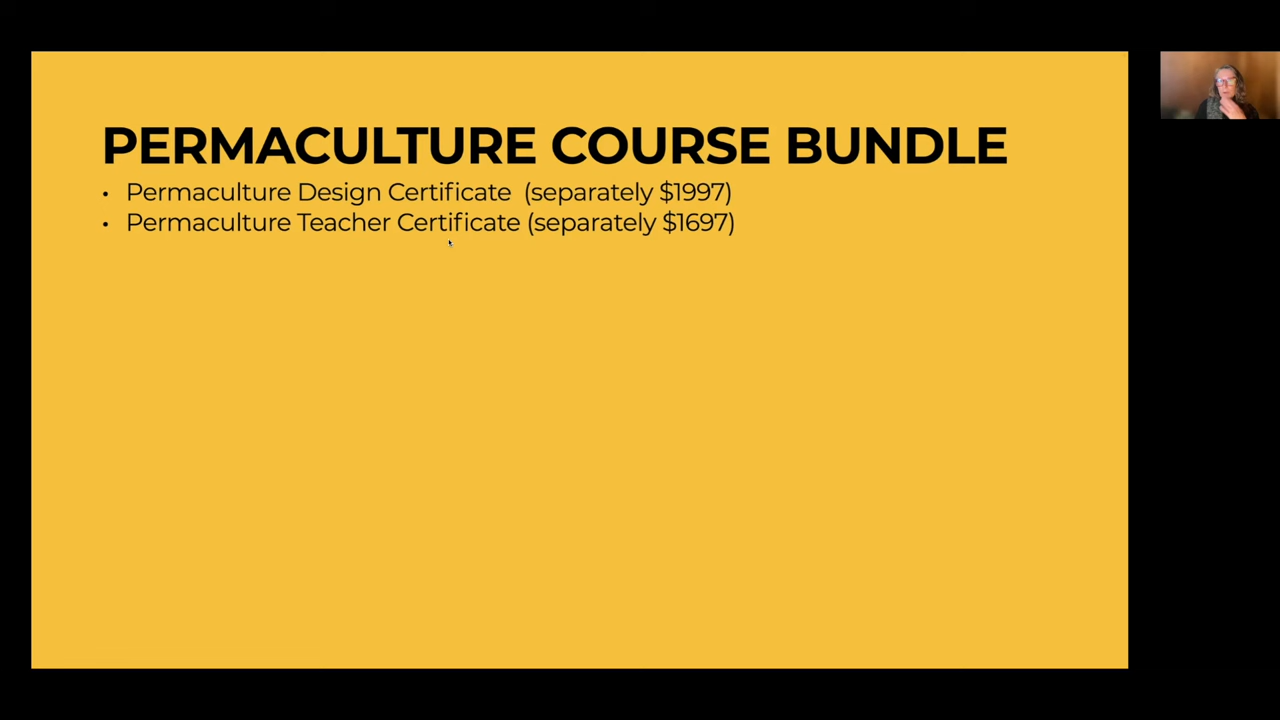 PERMACULTURE COURSE BUNDLE
• Permaculture Design Certificate (separately $1997)
• Permaculture Teacher Certificate (separately $1697)